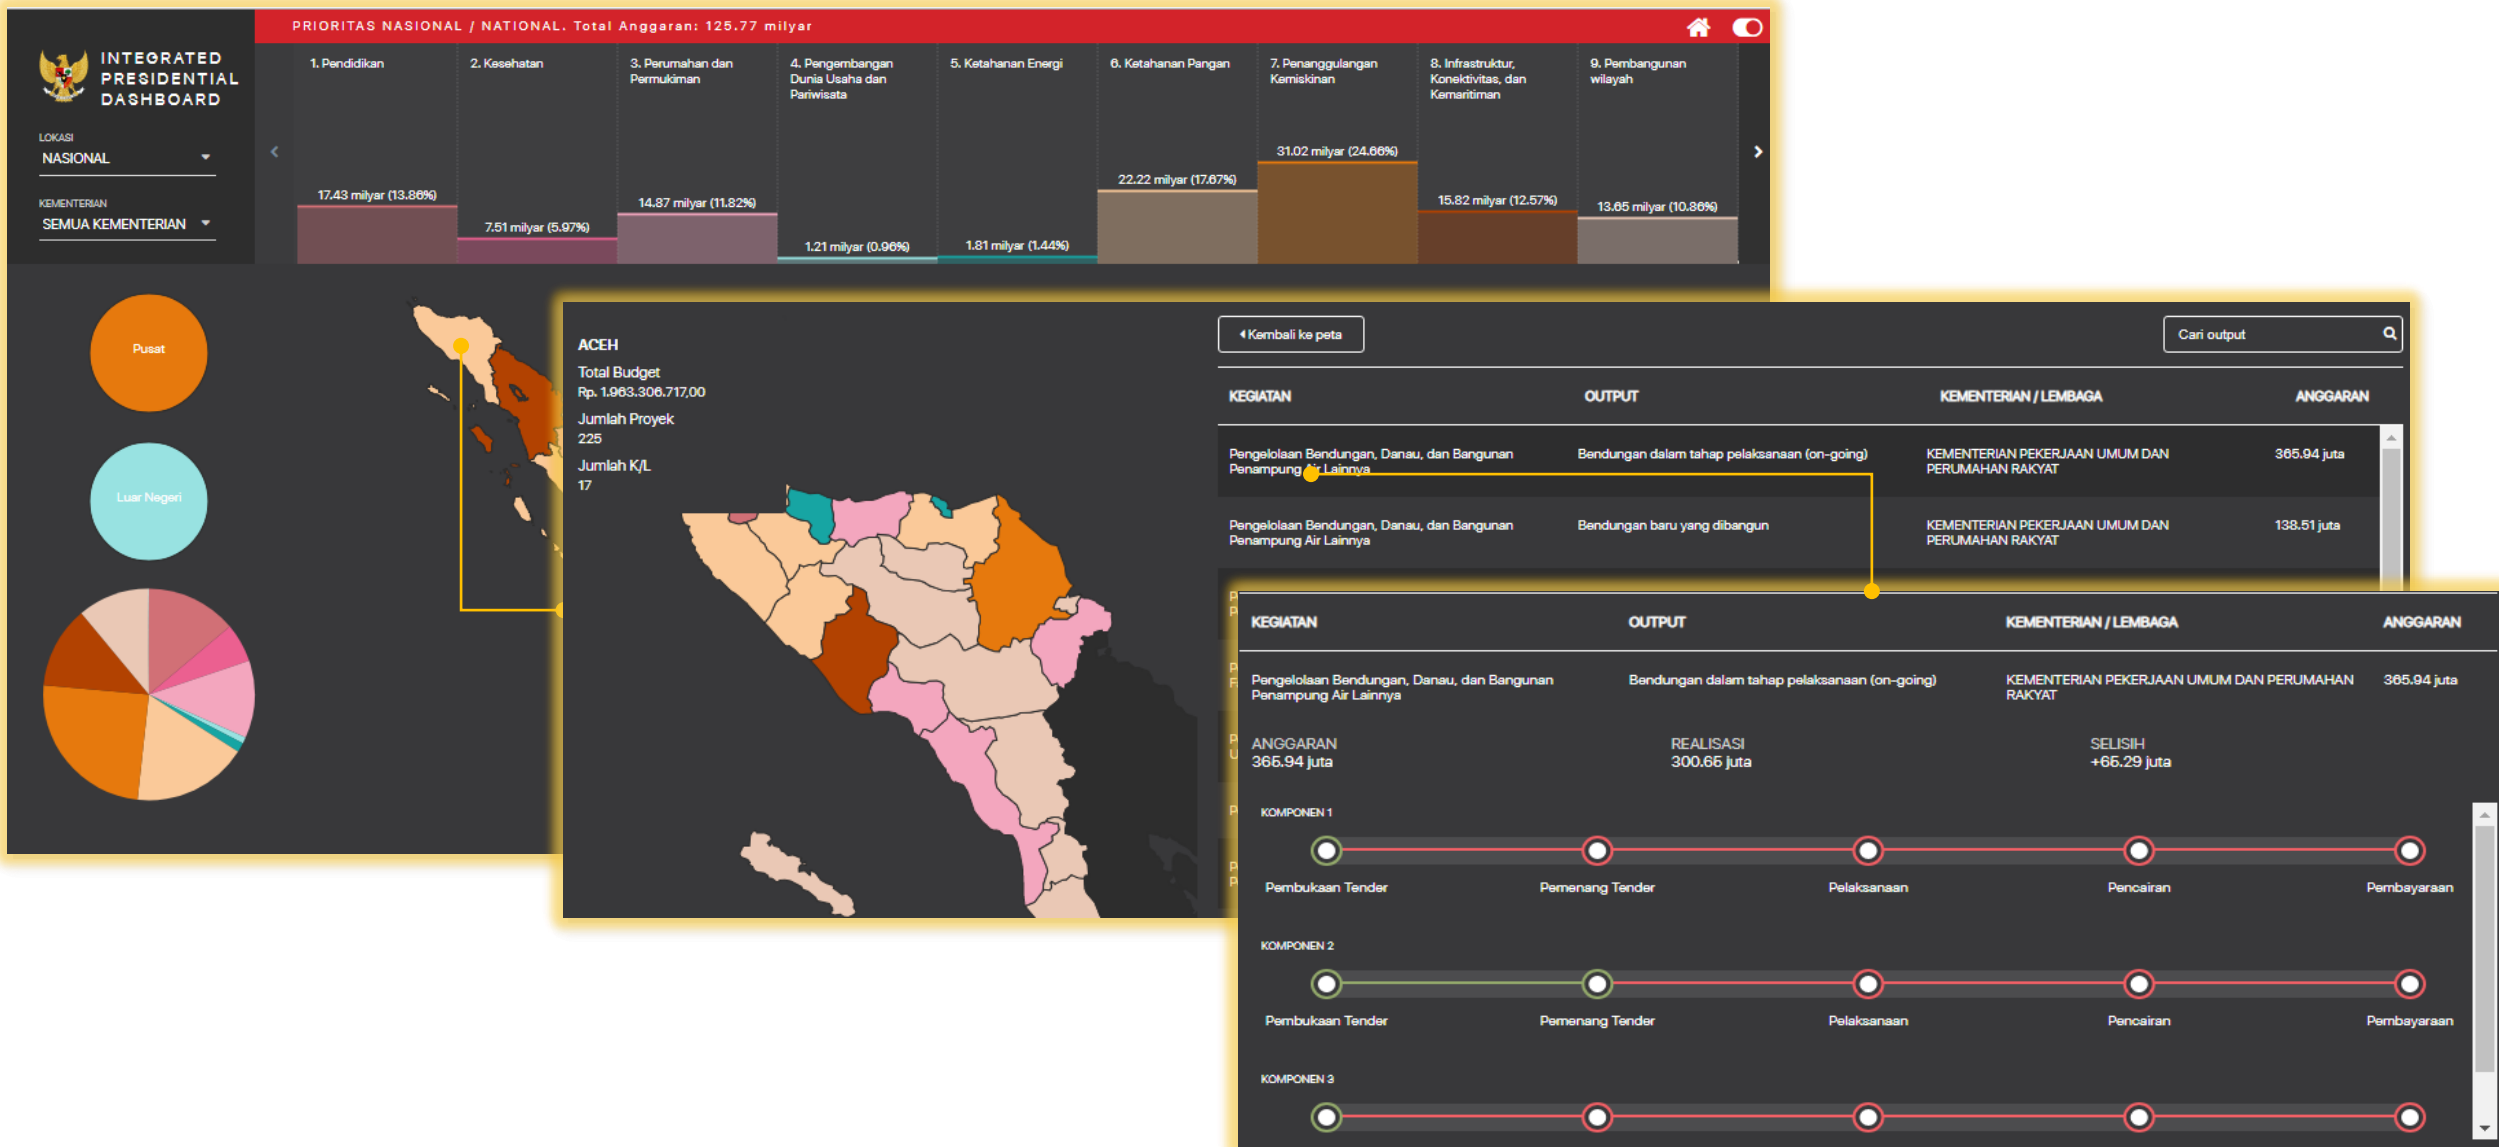 PRIORITAS NASIONAL / NATIONAL. Total Anggaran: 125.77 milyar
INTEGRATED
PRESIDENTIAL
DASHBOARD
LOKASI
NASIONAL
KEMENTERIAN
SEMUA KEMENTERIAN
1. Pendidikan
17.43 milyar (13.86%)
2. Kesehatan
7.51 milyar (5.97%)
3. Perumahan dan
Permukiman
14.87 milyar (11.82%)
4. Pengembangan
Dunia Usaha dan
Pariwisata
1.21 milyar (0.96%)
5. Ketahanan Energi
1.81 milyar (1.44%)
6. Ketahanan Pangan
22.22 milyar (17.67%)
7. Penanggulangan
Kemiskinan
31.02 milyar (24.66%)
8. Infrastruktur,
Konektivitas, dan
Kemaritiman
15.82 milyar (12.57%)
9. Pembangunan
wilayah
13.65 milyar (10.86%)
Pusat
Luar Negeri
ACEH
Total Budget
Rp. 1.963.306.717,00
Jumlah Proyek
225
Jumlah K/L
17
Kembali ke peta
Cari output
KEGIATAN OUTPUT KEMENTERIAN / LEMBAGA ANGGARAN
Pengelolaan Bendungan, Danau, dan Bangunan
Penampung Air Lainnya
Bendungan dalam tahap pelaksanaan (on-going)
KEMENTERIAN PEKERJAAN UMUM DAN
PERUMAHAN RAKYAT
365.94 juta
Pengelolaan Bendungan, Danau, dan Bangunan
Penampung Air Lainnya
Bendungan baru yang dibangun
KEMENTERIAN PEKERJAAN UMUM DAN
PERUMAHAN RAKYAT
138.51 juta
KEGIATAN OUTPUT KEMENTERIAN / LEMBAGA ANGGARAN
Pengelolaan Bendungan, Danau, dan Bangunan
Penampung Air Lainnya
Bendungan dalam tahap pelaksanaan (on-going)
KEMENTERIAN PEKERJAAN UMUM DAN PERUMAHAN
RAKYAT
365.94 juta
ANGGARAN
365.94 juta
REALISASI
300.65 juta
SELISIH
+65.29 juta
KOMPONEN 1
Pembukaan Tender Pemenang Tender Pelaksanaan Pencairan Pembayaraan
KOMPONEN 2
Pembukaan Tender Pemenang Tender Pelaksanaan Pencairan Pembayaraan
KOMPONEN 3